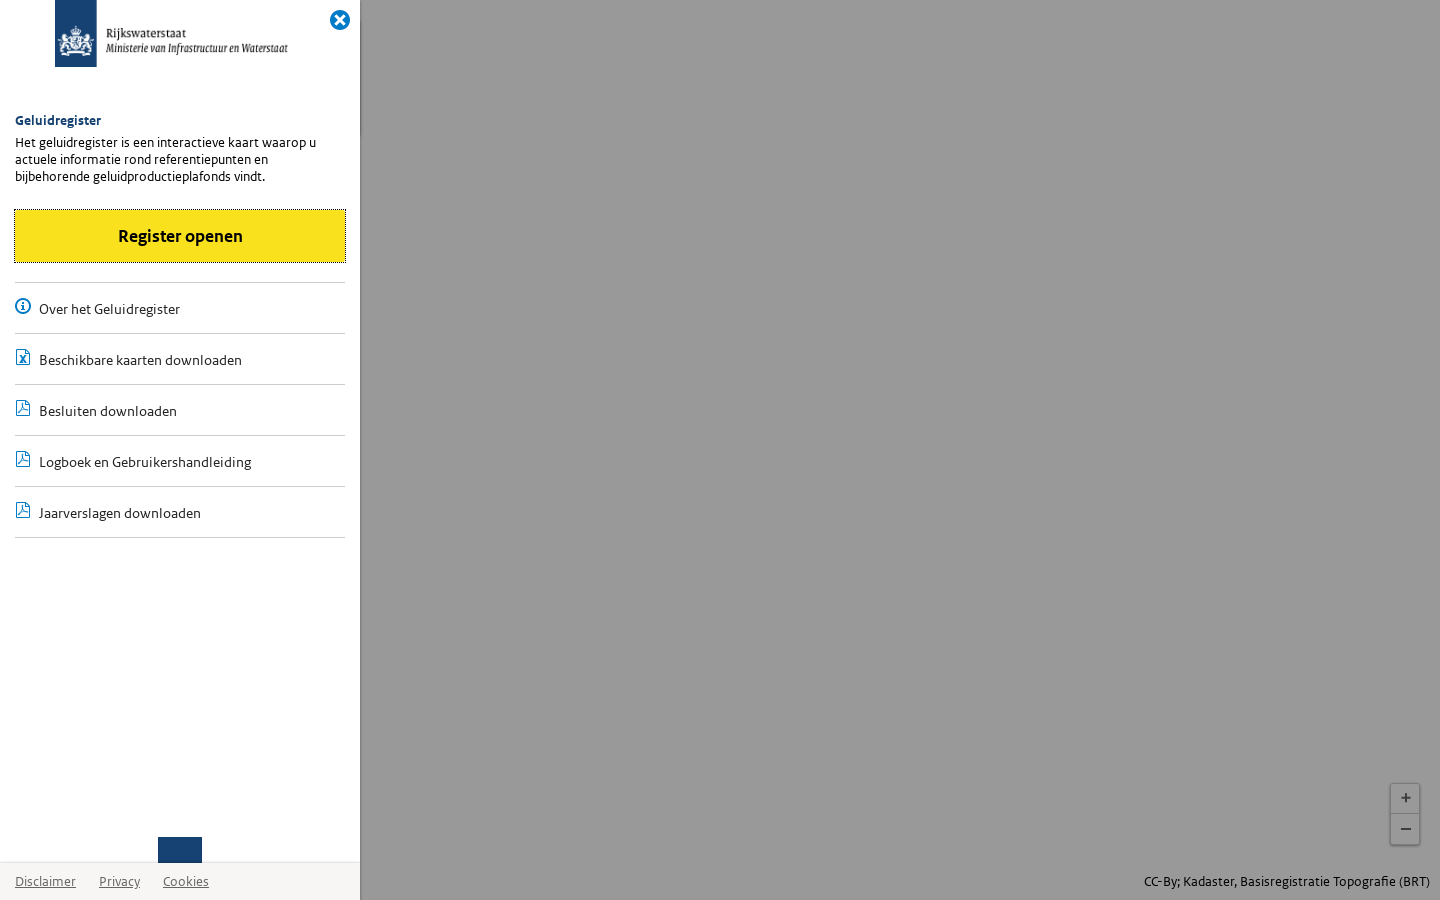 Rijkswaterstaat
Ministerie van Infrastructuur en Waterstaat
Geluidregister
Het geluidregister is een interactieve kaart waarop u
actuele informatie rond referentiepunten en
bijbehorende geluidproductieplafonds vindt.
Register openen
Over het Geluidregister
Beschikbare kaarten downloaden
Besluiten downloaden
Logboek en Gebruikershandleiding
Jaarverslagen downloaden
+
−
Disclaimer Privacy Cookies
CC-By; Kadaster, Basisregistratie Topografie (BRT)